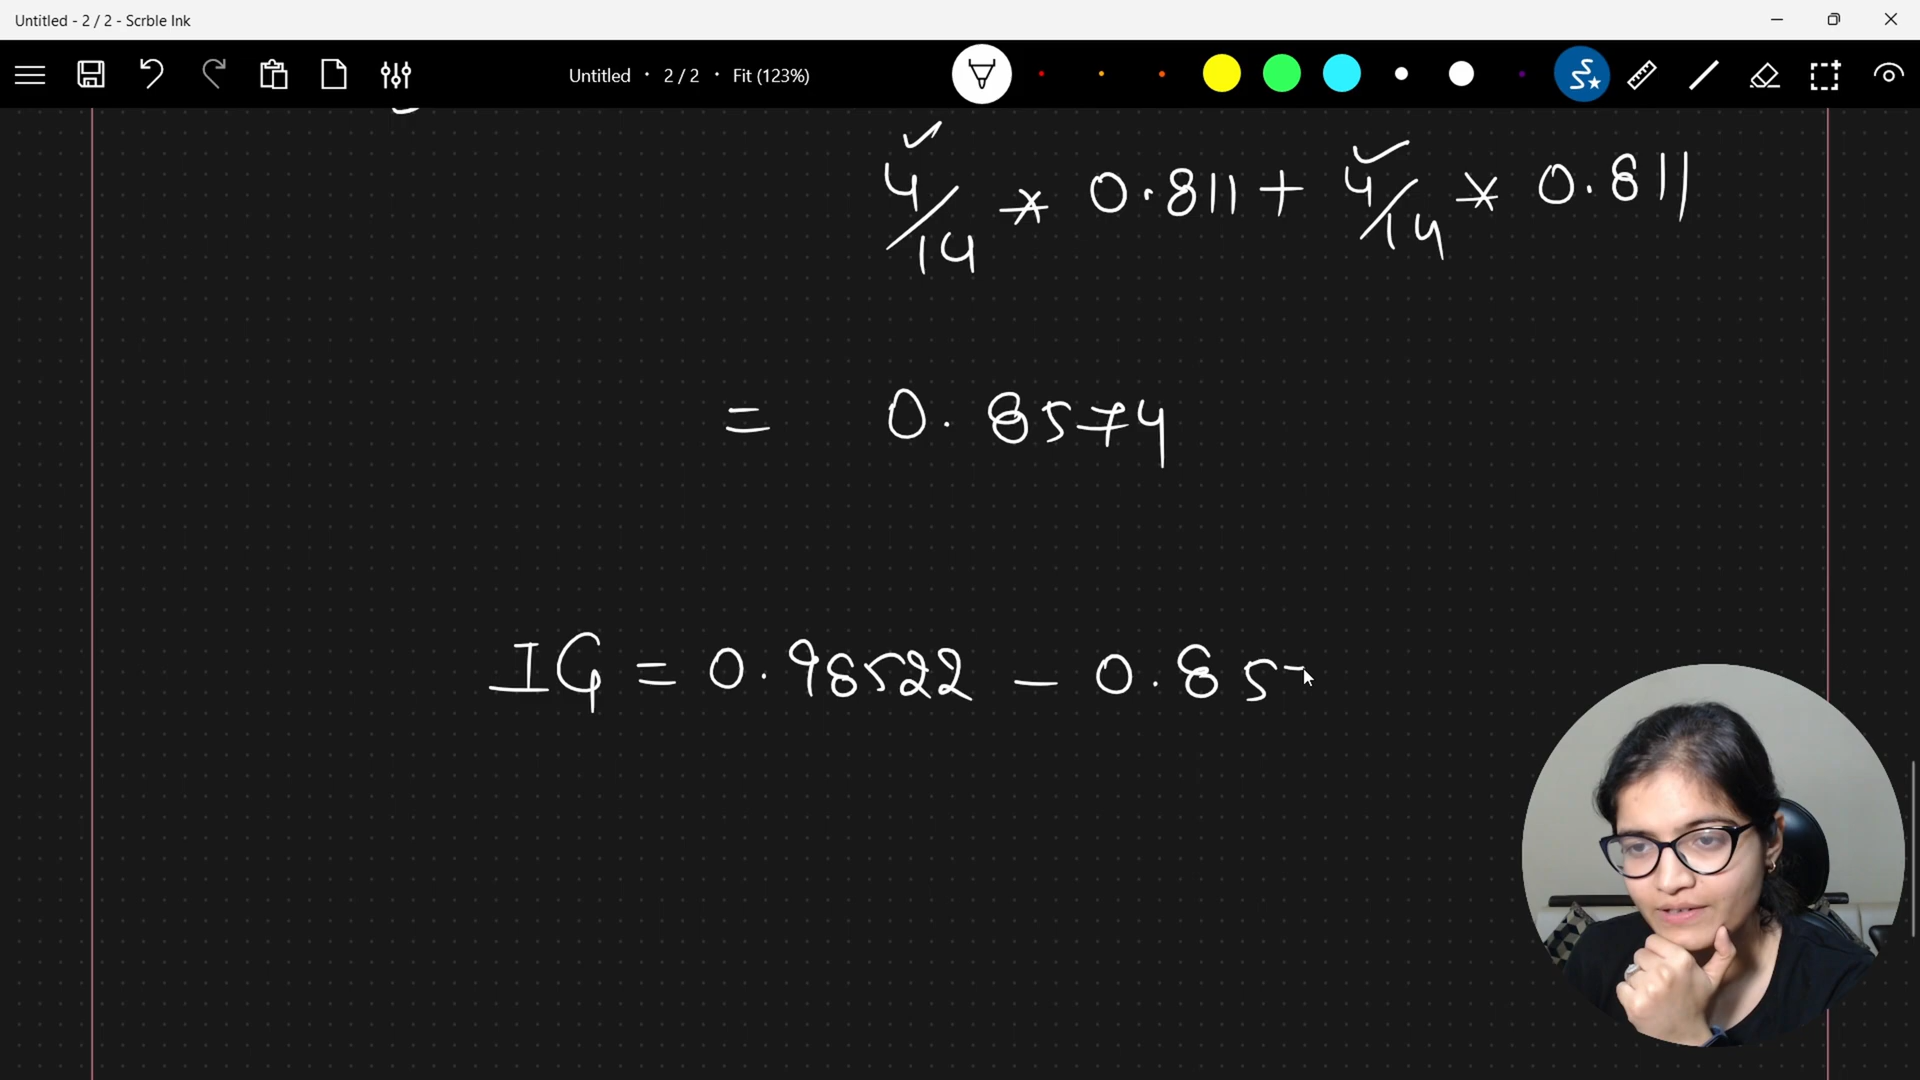 Untitled - 2 / 2 - Scrble Ink
Untitled • 2 / 2 • Fit (123%)
4/14 * 0.811 + 4/14 * 0.811
= 0.8574
IG = 0.98522 - 0.857